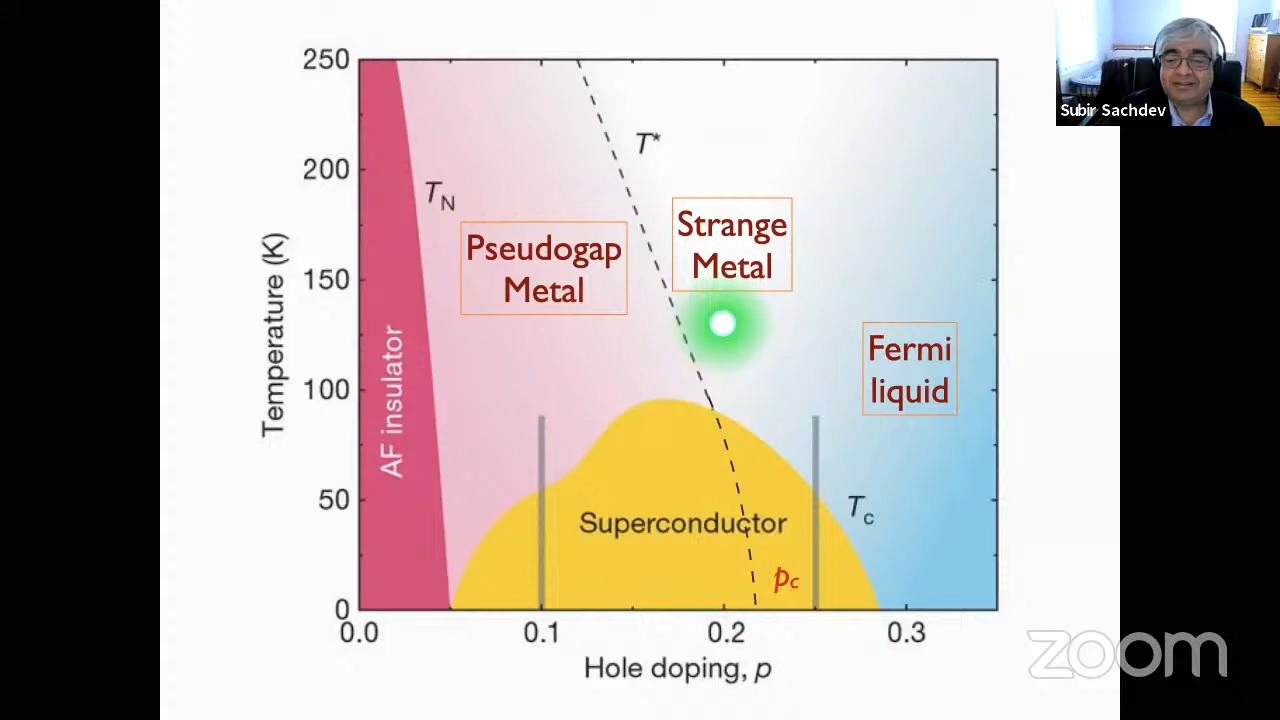 Subir Sachdev
250
200
150
100
50
0
Temperature (K)
AF insulator
T_N
T*
Pseudogap
Metal
Strange
Metal
Fermi
liquid
Superconductor
T_c
p_c
0.0
0.1
0.2
0.3
Hole doping, p
zoom